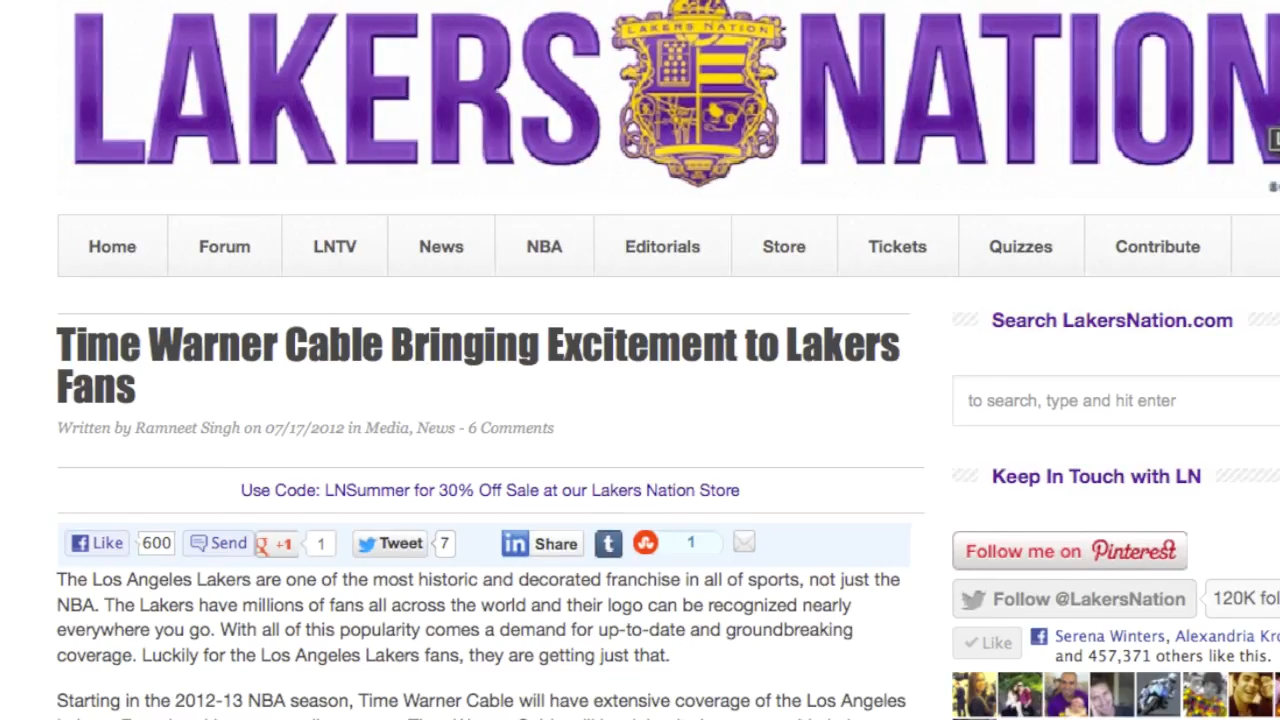 LAKERS NATION
LAKERS NATION
Home Forum LNTV News NBA Editorials Store Tickets Quizzes Contribute
Time Warner Cable Bringing Excitement to Lakers
Fans
Written by Ramneet Singh on 07/17/2012 in Media, News - 6 Comments
Use Code: LNSummer for 30% Off Sale at our Lakers Nation Store
Like 600 Send +1 1 Tweet 7 in Share t 1
The Los Angeles Lakers are one of the most historic and decorated franchise in all of sports, not just the
NBA. The Lakers have millions of fans all across the world and their logo can be recognized nearly
everywhere you go. With all of this popularity comes a demand for up-to-date and groundbreaking
coverage. Luckily for the Los Angeles Lakers fans, they are getting just that.
Starting in the 2012-13 NBA season, Time Warner Cable will have extensive coverage of the Los Angeles
Search LakersNation.com
to search, type and hit enter
Keep In Touch with LN
Follow me on Pinterest
Follow @LakersNation 120K fol
Like Serena Winters, Alexandria Kro
and 457,371 others like this.